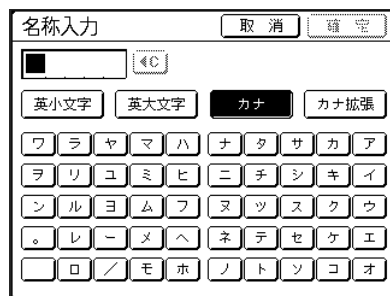 名称入力 取消 確定
◀C
英小文字 英大文字 カナ カナ拡張
ワ ラ ヤ マ ハ ナ タ サ カ ア
ヲ リ ユ ミ ヒ ニ チ シ キ イ
ン ル ヨ ム フ ヌ ツ ス ク ウ
。 レ ー メ ヘ ネ テ セ ケ エ
ロ ／ モ ホ ノ ト ソ コ オ